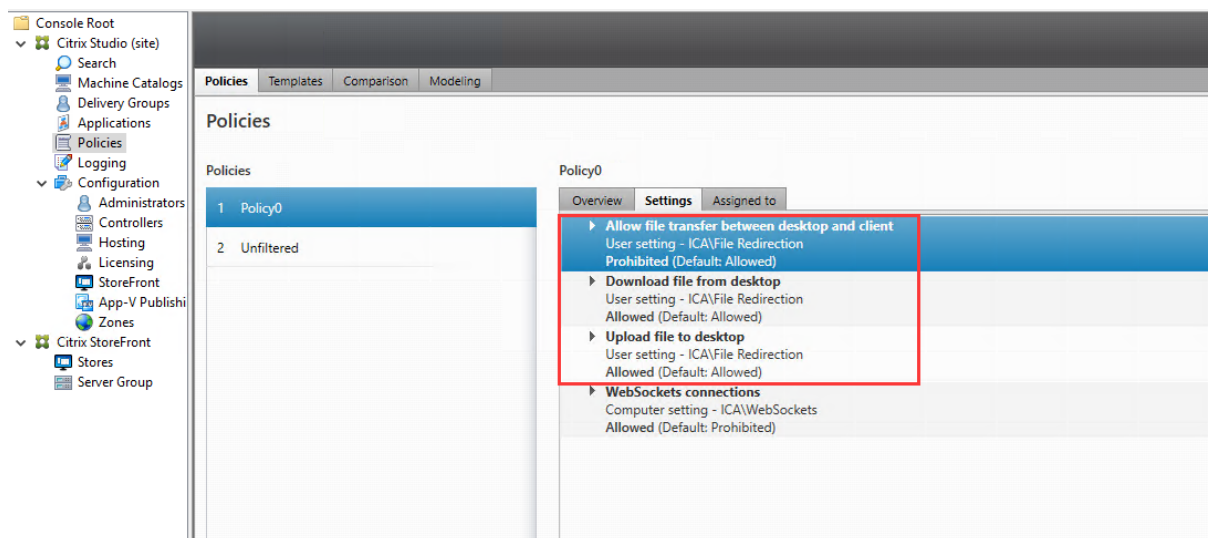 Console Root
Citrix Studio (site)
Search
Machine Catalogs
Delivery Groups
Applications
Policies
Logging
Configuration
Administrators
Controllers
Hosting
Licensing
StoreFront
App-V Publishi
Zones
Citrix StoreFront
Stores
Server Group
Policies Templates Comparison Modeling
Policies
Policies
1 Policy0
2 Unfiltered
Policy0
Overview Settings Assigned to
Allow file transfer between desktop and client
User setting - ICA\File Redirection
Prohibited (Default: Allowed)
Download file from desktop
User setting - ICA\File Redirection
Allowed (Default: Allowed)
Upload file to desktop
User setting - ICA\File Redirection
Allowed (Default: Allowed)
WebSockets connections
Computer setting - ICA\WebSockets
Allowed (Default: Prohibited)